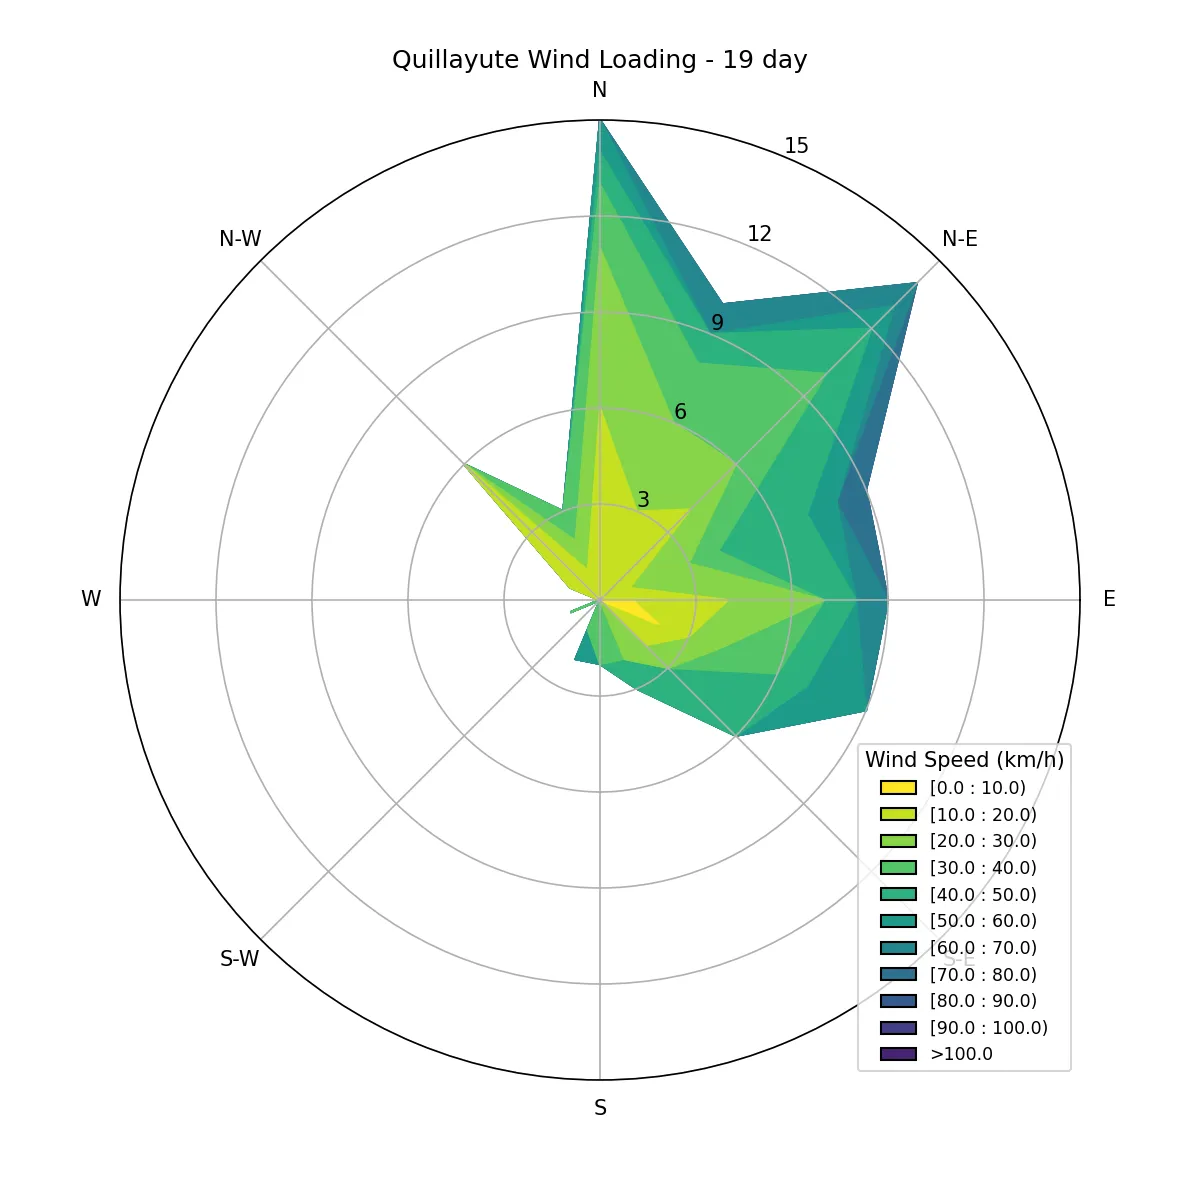 Quillayute Wind Loading - 19 day
N
15
12
N-W
N-E
9
6
3
W
E
Wind Speed (km/h)
[0.0 : 10.0)
[10.0 : 20.0)
[20.0 : 30.0)
[30.0 : 40.0)
[40.0 : 50.0)
[50.0 : 60.0)
[60.0 : 70.0)
[70.0 : 80.0)
[80.0 : 90.0)
[90.0 : 100.0)
>100.0
S-W
S-E
S